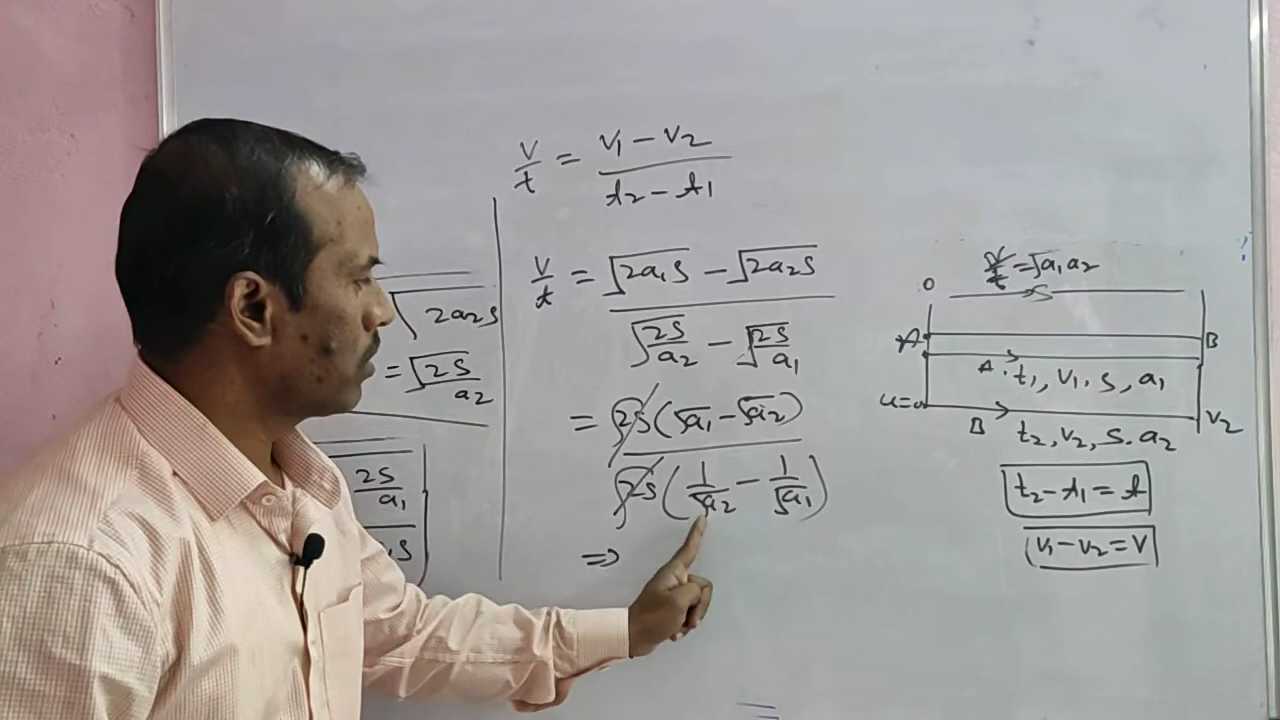 v/t = v₁ − v₂ / t₂ − t₁
v/t = √2a₁s − √2a₂s / √2s/a₂ − √2s/a₁
= √2s(√a₁ − √a₂) / √2s(1/√a₂ − 1/√a₁)
⇒
√2a₂s
= √2s/a₂
2s/a₁
v/t = √a₁a₂
O S
A B
A. t₁, v₁. s, a₁
u=0 v₂
B t₂, v₂, s. a₂
t₂ − t₁ = t
v₁ − v₂ = v